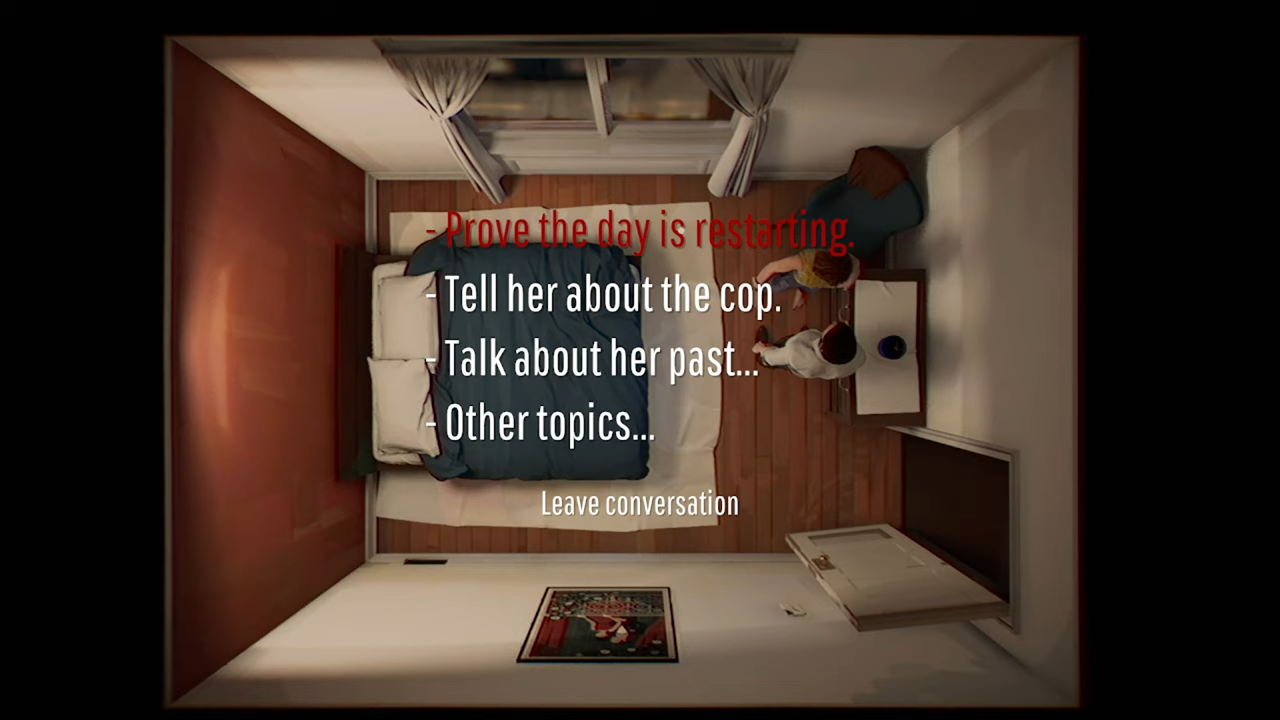 - Prove the day is restarting.
- Tell her about the cop.
- Talk about her past...
- Other topics...
Leave conversation